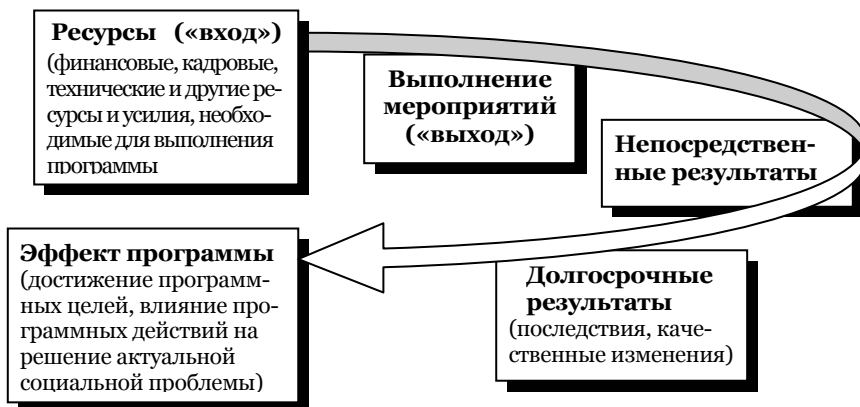 Ресурсы («вход»)
(финансовые, кадровые,
технические и другие ре-
сурсы и усилия, необхо-
димые для выполнения
программы
Выполнение
мероприятий
(«выход»)
Непосредствен-
ные результаты
Долгосрочные
результаты
(последствия, каче-
ственные изменения)
Эффект программы
(достижение программ-
ных целей, влияние про-
граммных действий на
решение актуальной
социальной проблемы)